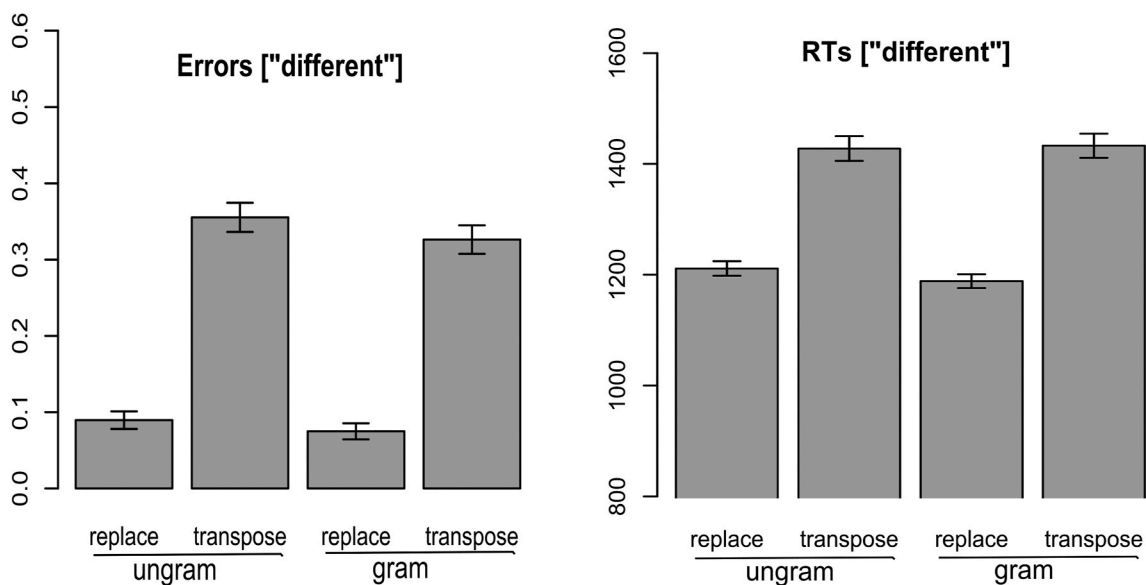 Errors ["different"]
0.6
0.5
0.4
0.3
0.2
0.1
0.0
replace transpose replace transpose
ungram gram
RTs ["different"]
1600
1400
1200
1000
800
replace transpose replace transpose
ungram gram